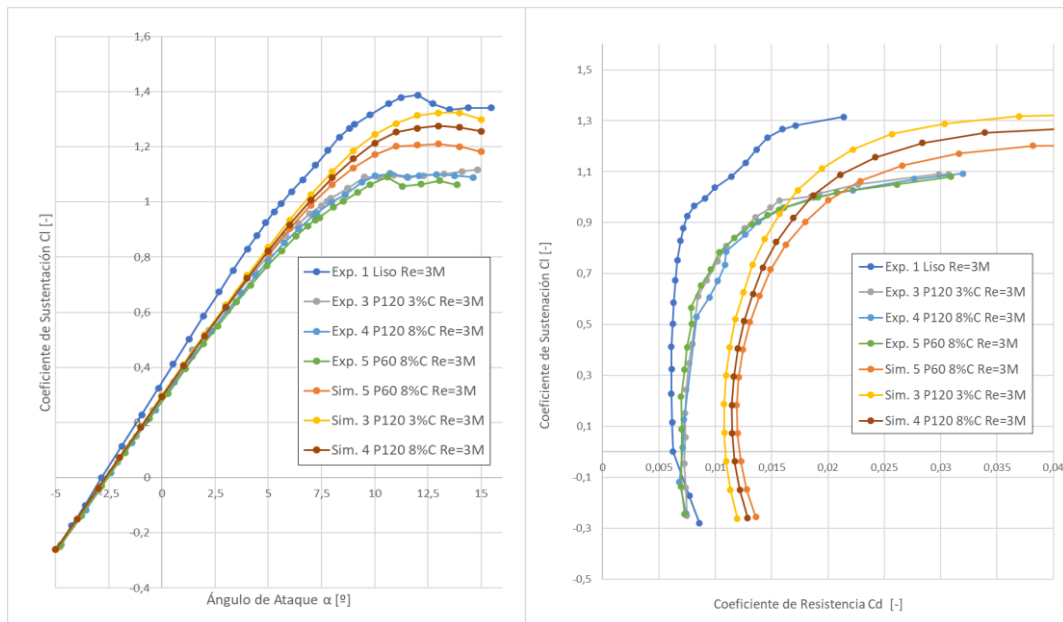 1,6
1,4
1,2
1
0,8
0,6
0,4
0,2
0
-0,2
-0,4
-5
-2,5
0
2,5
5
7,5
10
12,5
15
Coeficiente de Sustentación Cl [-]
Ángulo de Ataque α [º]
Exp. 1 Liso Re=3M
Exp. 3 P120 3%C Re=3M
Exp. 4 P120 8%C Re=3M
Exp. 5 P60 8%C Re=3M
Sim. 5 P60 8%C Re=3M
Sim. 3 P120 3%C Re=3M
Sim. 4 P120 8%C Re=3M
1,5
1,3
1,1
0,9
0,7
0,5
0,3
0,1
-0,1
-0,3
-0,5
0
0,005
0,01
0,015
0,02
0,025
0,03
0,035
0,04
Coeficiente de Sustenación Cl [-]
Coeficiente de Resistencia Cd [-]
Exp. 1 Liso Re=3M
Exp. 3 P120 3%C Re=3M
Exp. 4 P120 8%C Re=3M
Exp. 5 P60 8%C Re=3M
Sim. 5 P60 8%C Re=3M
Sim. 3 P120 3%C Re=3M
Sim. 4 P120 8%C Re=3M